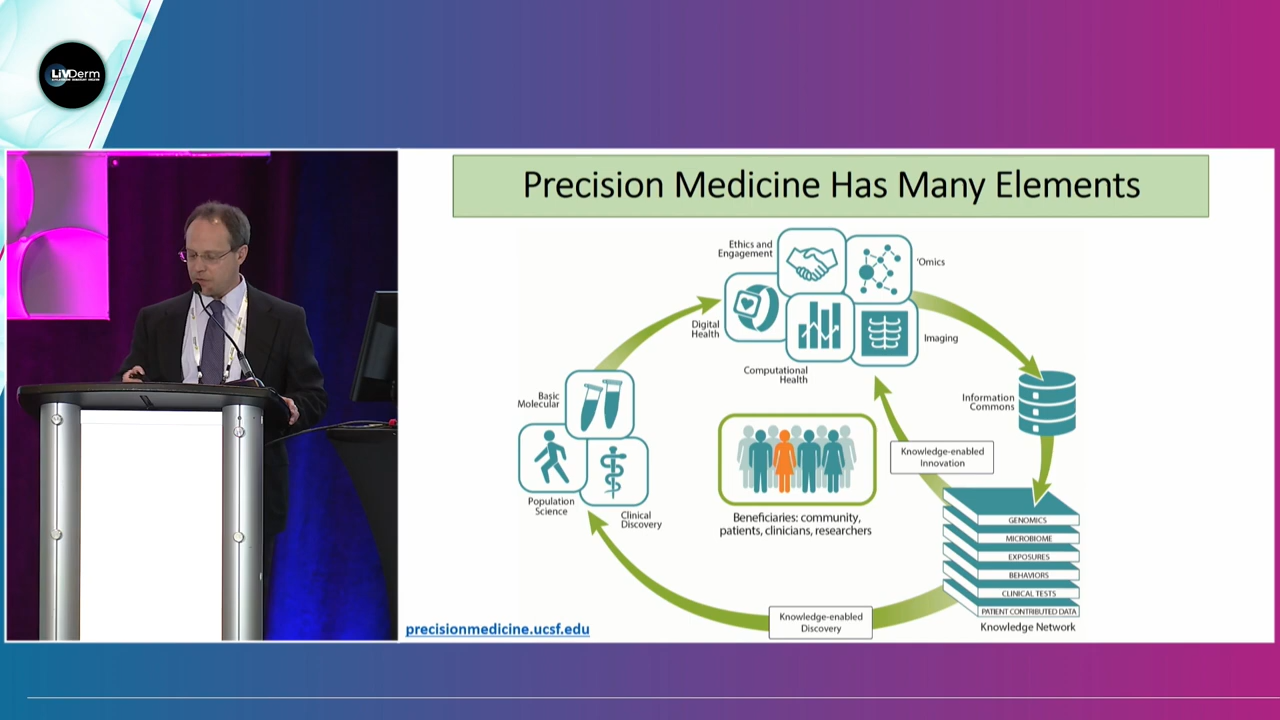 LiVDerm
Precision Medicine Has Many Elements
Ethics and
Engagement
'Omics
Digital
Health
Imaging
Computational
Health
Basic
Molecular
Information
Commons
Knowledge-enabled
Innovation
Population
Science
Clinical
Discovery
Beneficiaries: community,
patients, clinicians, researchers
GENOMICS
MICROBIOME
EXPOSURES
BEHAVIORS
CLINICAL TESTS
PATIENT CONTRIBUTED DATA
Knowledge Network
Knowledge-enabled
Discovery
precisionmedicine.ucsf.edu